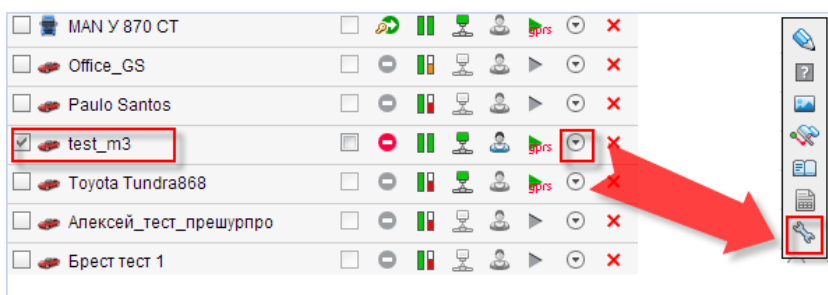 MAN У 870 СТ gprs
Office_GS
Paulo Santos
test_m3 gprs
Toyota Tundra868 gprs
Алексей_тест_прешурпро
Брест тест 1